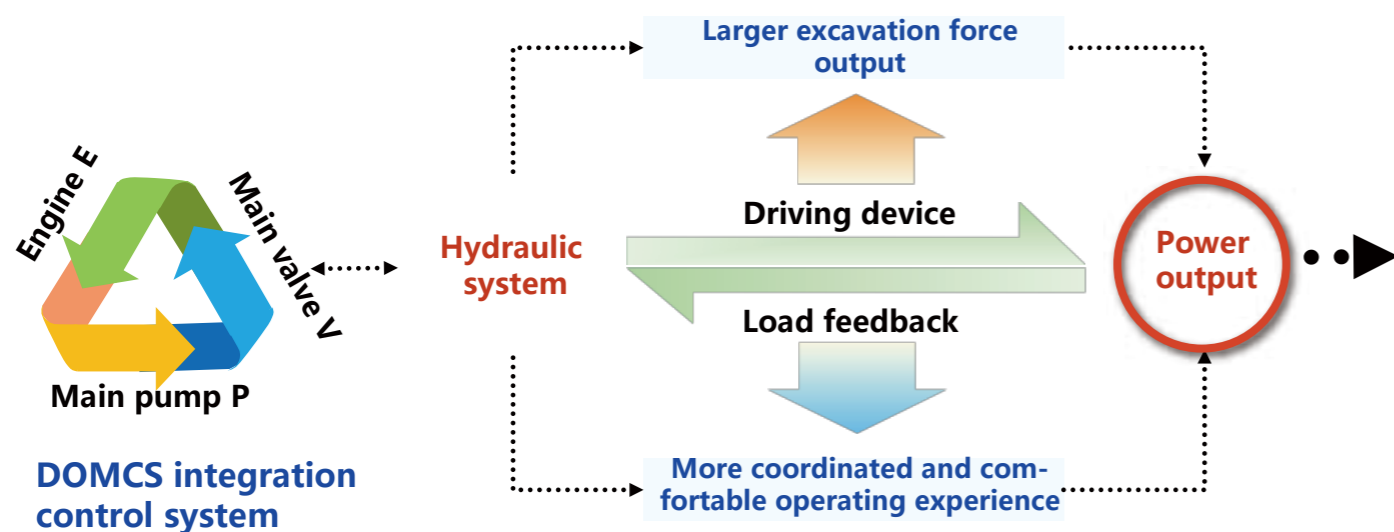 Larger excavation force
output
Engine E
Main valve V
Main pump P
DOMCS integration
control system
Hydraulic
system
Driving device
Load feedback
Power
output
More coordinated and com-
fortable operating experience